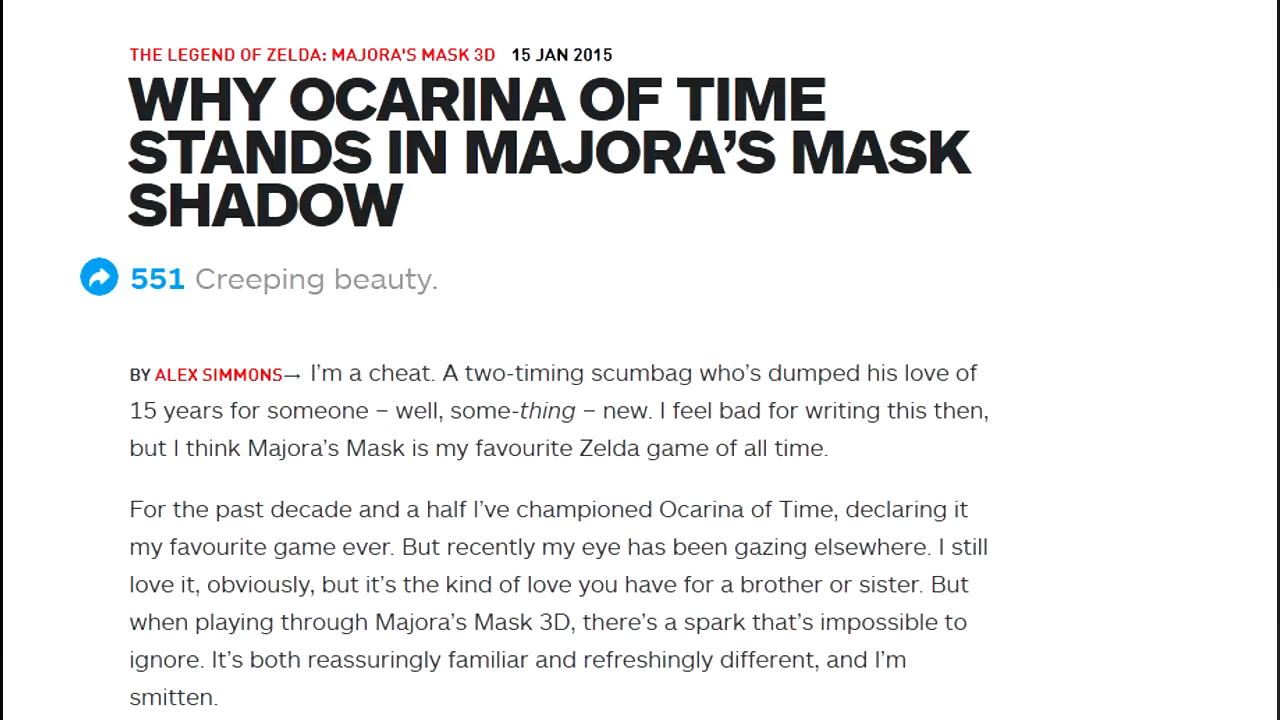 THE LEGEND OF ZELDA: MAJORA'S MASK 3D 15 JAN 2015
WHY OCARINA OF TIME
STANDS IN MAJORA’S MASK
SHADOW
551 Creeping beauty.
BY ALEX SIMMONS→ I’m a cheat. A two-timing scumbag who’s dumped his love of
15 years for someone – well, some-thing – new. I feel bad for writing this then,
but I think Majora’s Mask is my favourite Zelda game of all time.
For the past decade and a half I’ve championed Ocarina of Time, declaring it
my favourite game ever. But recently my eye has been gazing elsewhere. I still
love it, obviously, but it’s the kind of love you have for a brother or sister. But
when playing through Majora’s Mask 3D, there’s a spark that’s impossible to
ignore. It’s both reassuringly familiar and refreshingly different, and I’m
smitten.